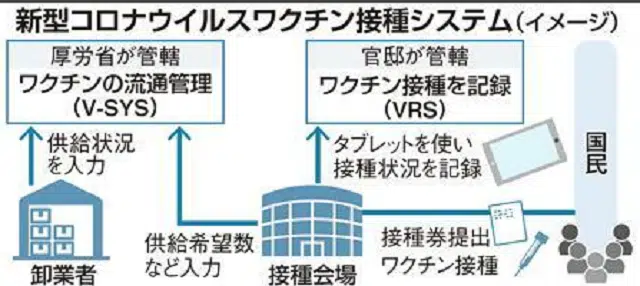 新型コロナウイルスワクチン接種システム(イメージ)
厚労省が管轄
ワクチンの流通管理
(V-SYS)
官邸が管轄
ワクチン接種を記録
(VRS)
供給状況
を入力
タブレットを使い
接種状況を記録
国民
供給希望数
など入力
接種券提出
ワクチン接種
卸業者
接種会場